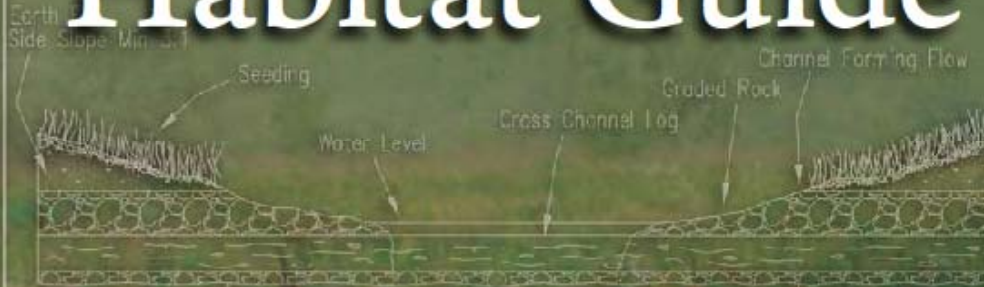 Habitat Guide
Earth
Side Slope Min 3:1
Seeding
Channel Forming Flow
Graded Rock
Cross Channel Log
Water Level